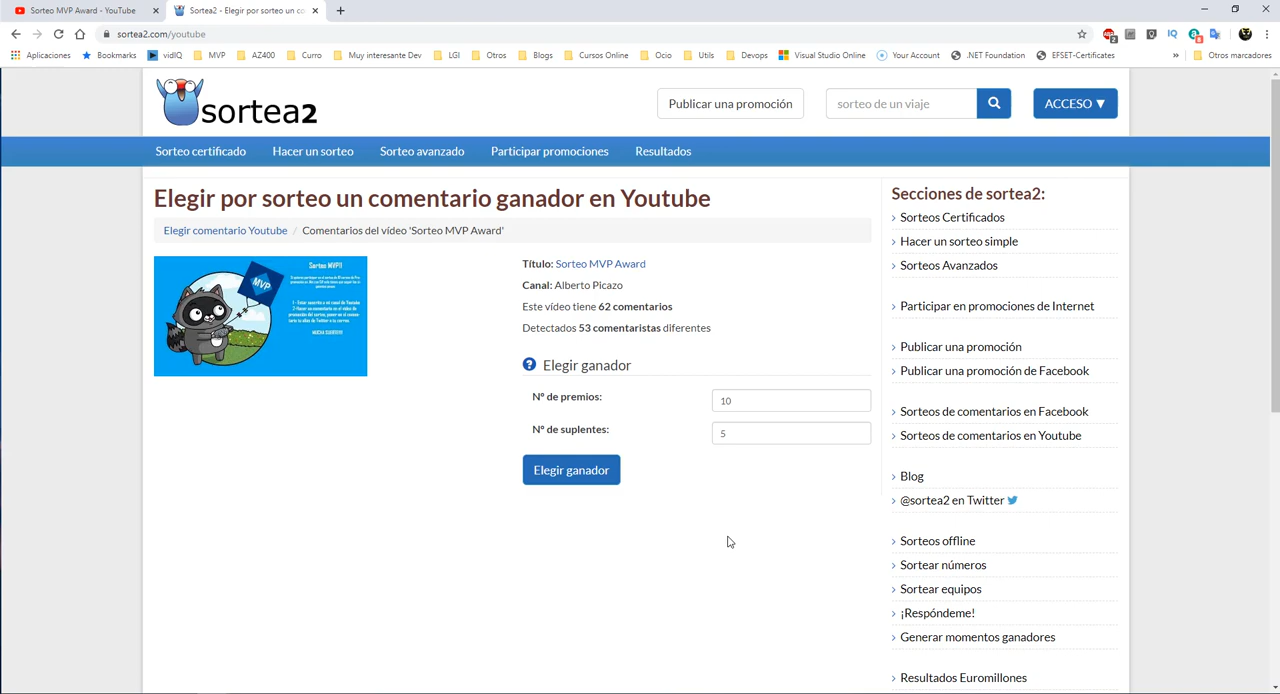 Sorteo MVP Award - YouTube
Sortea2 - Elegir por sorteo un co
sortea2.com/youtube
Aplicaciones
Bookmarks
vidIQ
MVP
AZ400
Curro
Muy interesante Dev
LGI
Otros
Blogs
Cursos Online
Ocio
Utils
Devops
Visual Studio Online
Your Account
.NET Foundation
EFSET-Certificates
»
Otros marcadores
sortea2
Publicar una promoción
sorteo de un viaje
ACCESO ▼
Sorteo certificado
Hacer un sorteo
Sorteo avanzado
Participar promociones
Resultados
Elegir por sorteo un comentario ganador en Youtube
Elegir comentario Youtube / Comentarios del vídeo 'Sorteo MVP Award'
Sorteo MVP!!
MVP
MUCHA SUERTE!!!
Título: Sorteo MVP Award
Canal: Alberto Picazo
Este vídeo tiene 62 comentarios
Detectados 53 comentaristas diferentes
Elegir ganador
Nº de premios:
10
Nº de suplentes:
5
Elegir ganador
Secciones de sortea2:
Sorteos Certificados
Hacer un sorteo simple
Sorteos Avanzados
Participar en promociones de Internet
Publicar una promoción
Publicar una promoción de Facebook
Sorteos de comentarios en Facebook
Sorteos de comentarios en Youtube
Blog
@sortea2 en Twitter
Sorteos offline
Sortear números
Sortear equipos
¡Respóndeme!
Generar momentos ganadores
Resultados Euromillones